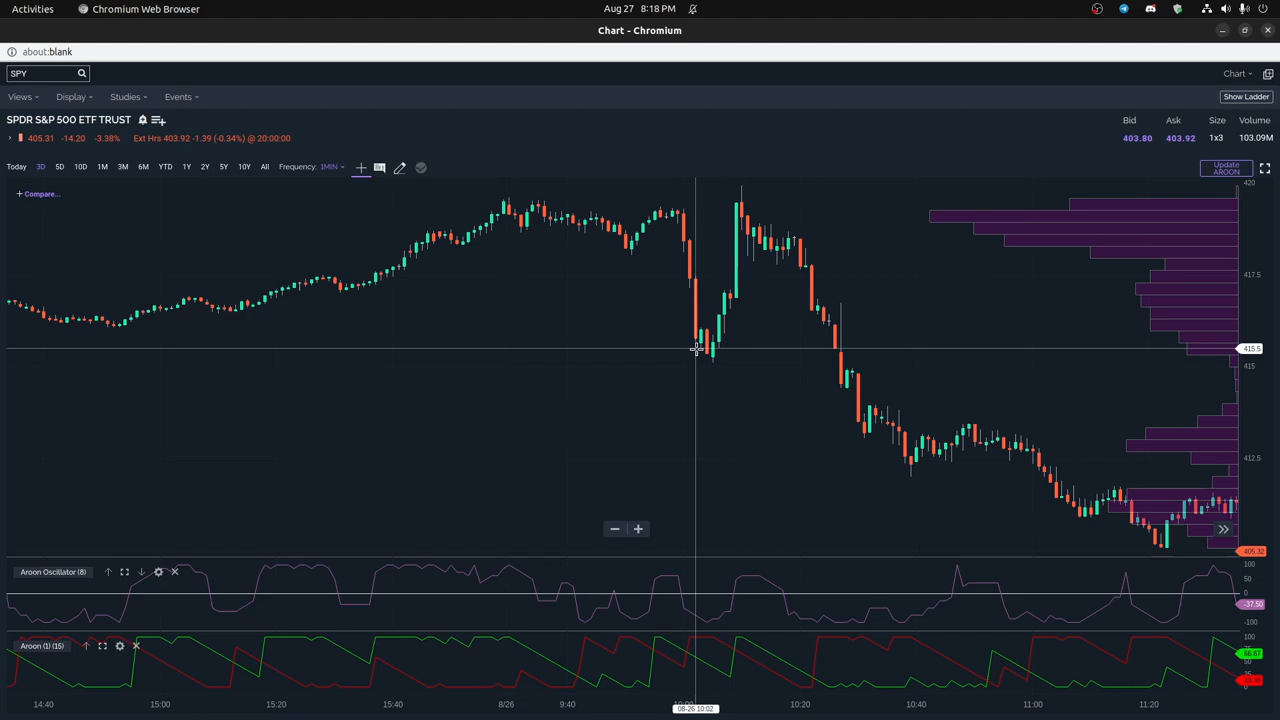 Activities Chromium Web Browser Aug 27 8:18 PM
Chart - Chromium
about:blank
SPY Chart
Views Display Studies Events Show Ladder
SPDR S&P 500 ETF TRUST Bid Ask Size Volume
405.31 -14.20 -3.38% Ext Hrs 403.92 -1.39 (-0.34%) @ 20:00:00 403.80 403.92 1x3 103.09M
Today 3D 5D 10D 1M 3M 6M YTD 1Y 2Y 5Y 10Y All Frequency: 1MIN Update
AROON
420
+ Compare...
417.5
415.5
415
412.5
405.32
Aroon Oscillator (8) 100
50
0
-37.50
-100
Aroon (1) (15) 100
66.67
50
25
0
14:40 15:00 15:20 15:40 8/26 9:40 10:20 10:40 11:00 11:20
08-26 10:02